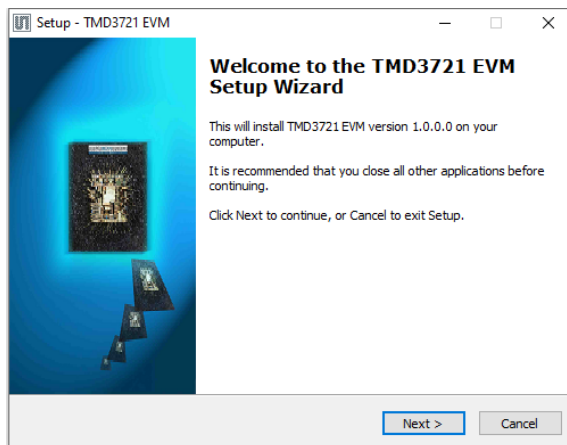 Setup - TMD3721 EVM
Welcome to the TMD3721 EVM
Setup Wizard
This will install TMD3721 EVM version 1.0.0.0 on your
computer.
It is recommended that you close all other applications before
continuing.
Click Next to continue, or Cancel to exit Setup.
Next >
Cancel